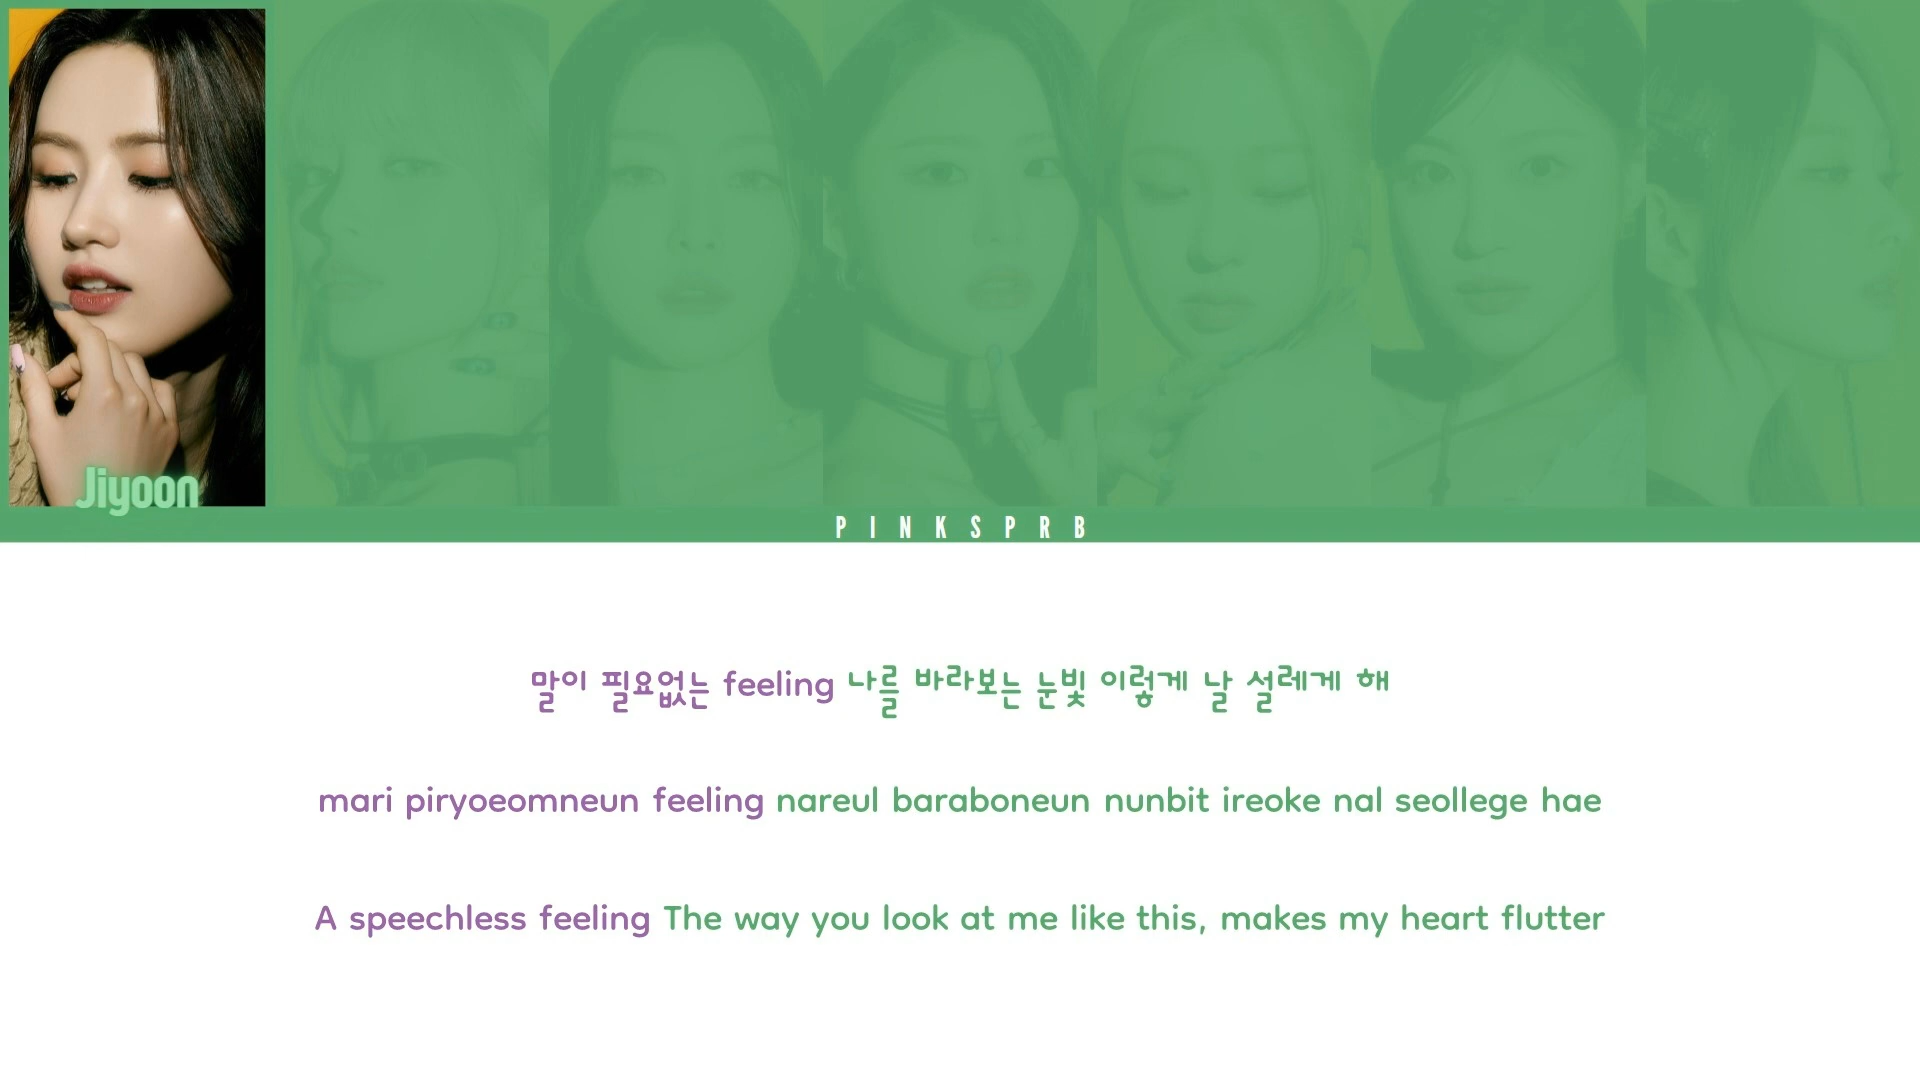 Jiyoon
PINKSPRB
말이 필요없는 feeling 나를 바라보는 눈빛 이렇게 날 설레게 해
mari piryoeomneun feeling nareul baraboneun nunbit ireoke nal seollege hae
A speechless feeling The way you look at me like this, makes my heart flutter